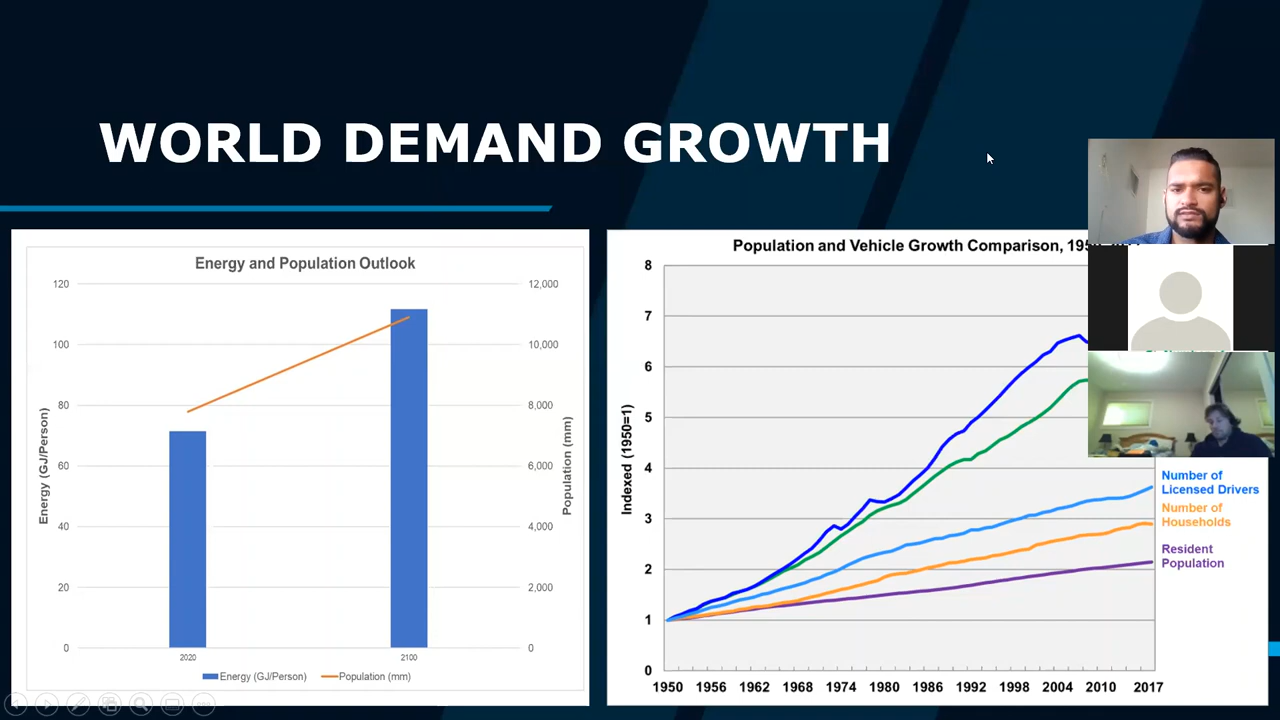 WORLD DEMAND GROWTH
Energy and Population Outlook
120
100
80
60
40
20
0
Energy (GJ/Person)
12,000
10,000
8,000
6,000
4,000
2,000
0
Population (mm)
2020
2100
Energy (GJ/Person)
Population (mm)
Population and Vehicle Growth Comparison,
8
7
6
5
4
3
2
1
0
Indexed (1950=1)
1950 1956 1962 1968 1974 1980 1986 1992 1998 2004 2010 2017
Number of
Licensed Drivers
Number of
Households
Resident
Population